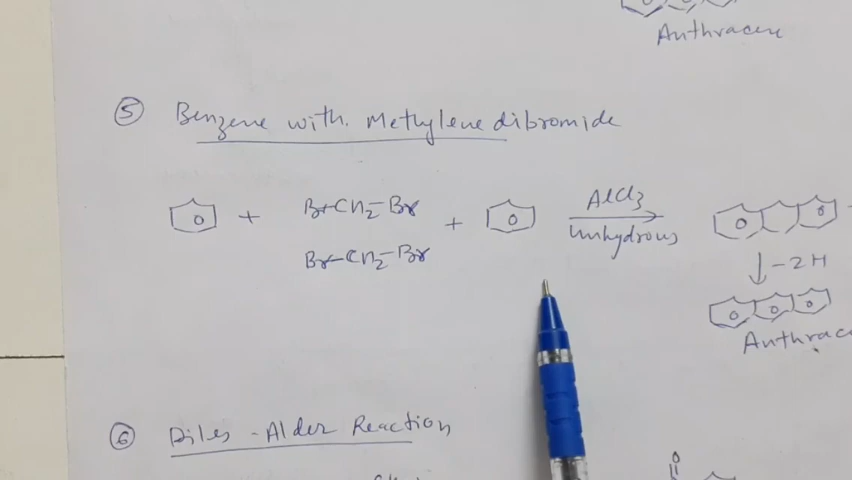 Anthracene
⑤ Benzene with Methylene dibromide
+ Br-CH2-Br + AlCl3
Br-CH2-Br Unhydrous
↓ -2H
Anthrac
⑥ Diles - Alder Reaction
O